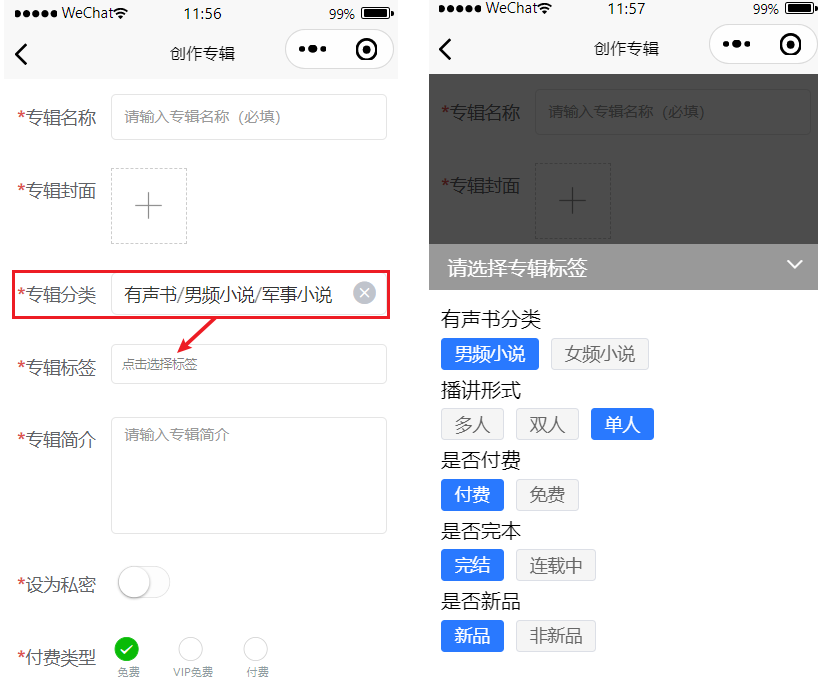 WeChat 11:56 99%
创作专辑
*专辑名称 请输入专辑名称（必填）
*专辑封面
*专辑分类 有声书/男频小说/军事小说
*专辑标签 点击选择标签
*专辑简介 请输入专辑简介
*设为私密
*付费类型 免费 VIP免费 付费
WeChat 11:57 99%
创作专辑
*专辑名称 请输入专辑名称（必填）
*专辑封面
请选择专辑标签
有声书分类
男频小说 女频小说
播讲形式
多人 双人 单人
是否付费
付费 免费
是否完本
完结 连载中
是否新品
新品 非新品